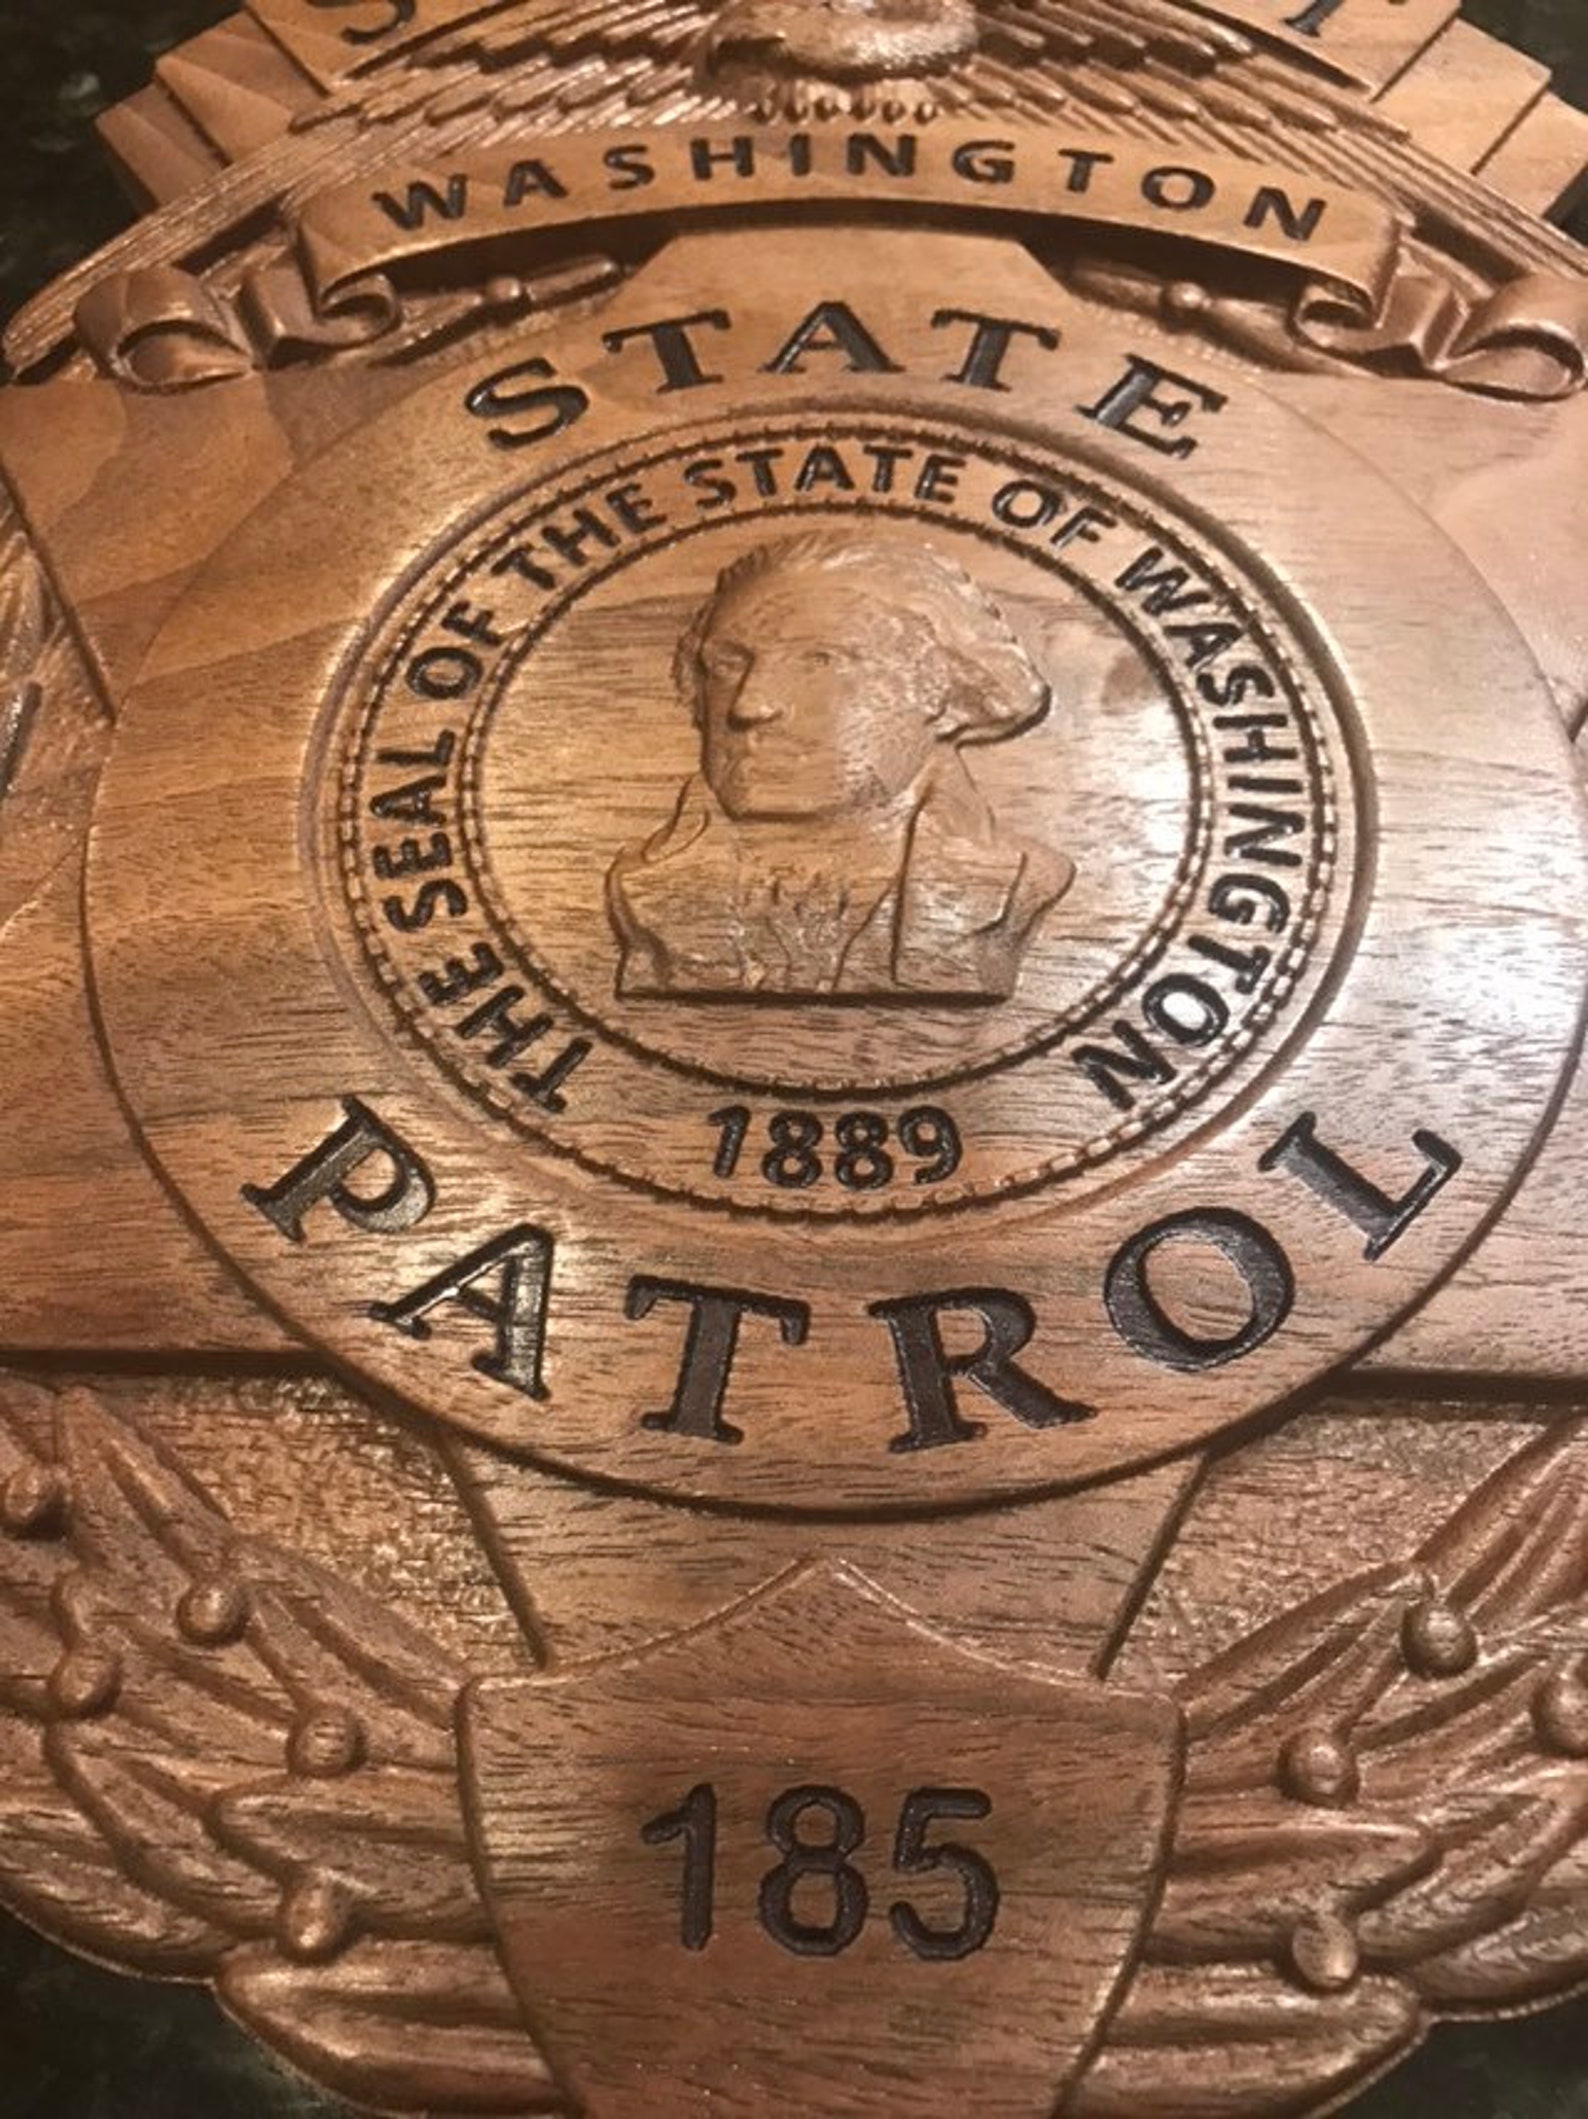 WASHINGTON
STATE
THE SEAL OF THE STATE OF WASHINGTON
1889
PATROL
185